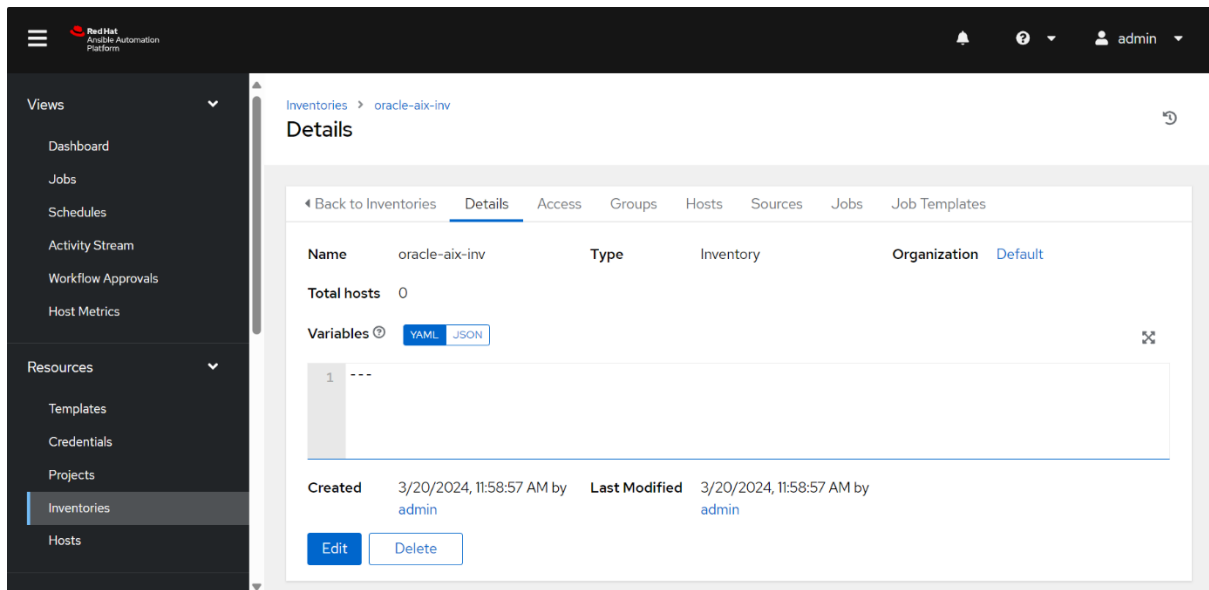 Red Hat
Ansible Automation
Platform
admin
Views
Dashboard
Jobs
Schedules
Activity Stream
Workflow Approvals
Host Metrics
Resources
Templates
Credentials
Projects
Inventories
Hosts
Inventories > oracle-aix-inv
Details
Back to Inventories Details Access Groups Hosts Sources Jobs Job Templates
Name oracle-aix-inv Type Inventory Organization Default
Total hosts 0
Variables YAML JSON
1 ---
Created 3/20/2024, 11:58:57 AM by admin Last Modified 3/20/2024, 11:58:57 AM by admin
Edit Delete